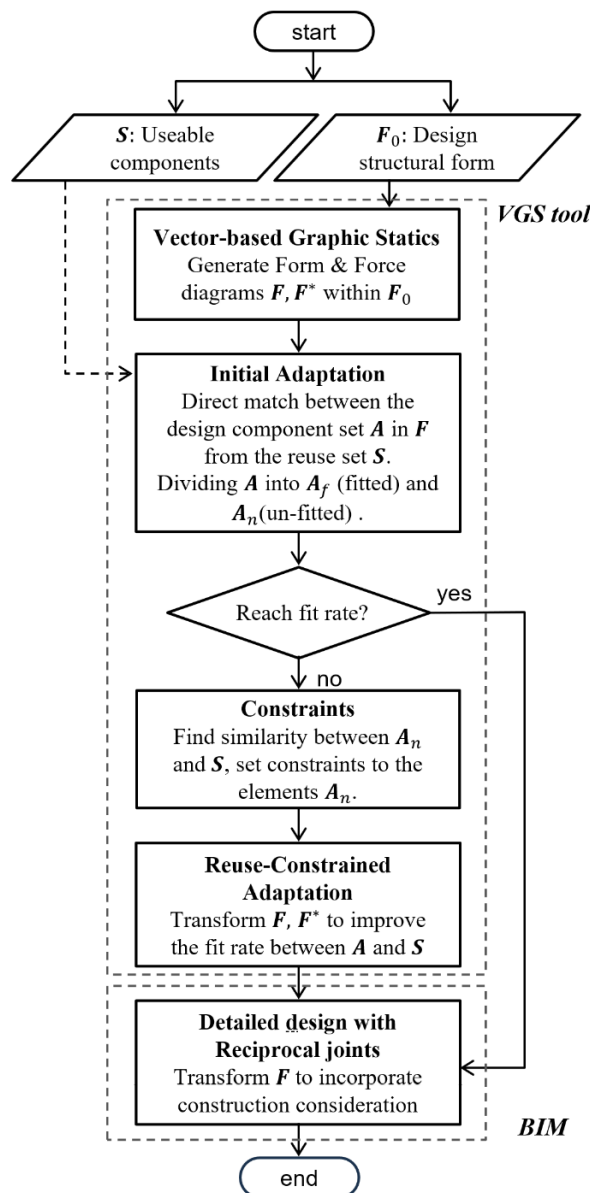 start
S: Useable
components
F₀: Design
structural form
VGS tool
Vector-based Graphic Statics
Generate Form & Force
diagrams F, F* within F₀
Initial Adaptation
Direct match between the
design component set A in F
from the reuse set S.
Dividing A into A_f (fitted) and
A_n(un-fitted) .
Reach fit rate?
yes
no
Constraints
Find similarity between A_n
and S, set constraints to the
elements A_n.
Reuse-Constrained
Adaptation
Transform F, F* to improve
the fit rate between A and S
Detailed design with
Reciprocal joints
Transform F to incorporate
construction consideration
BIM
end